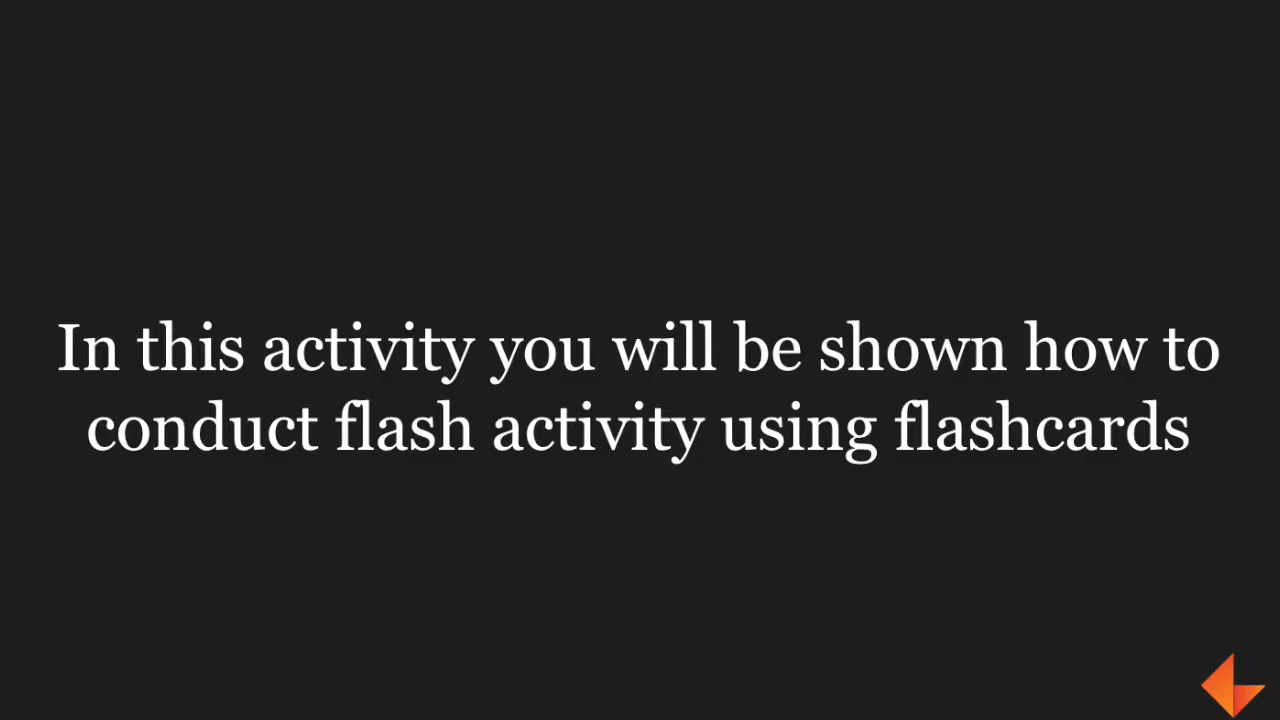 In this activity you will be shown how to
conduct flash activity using flashcards